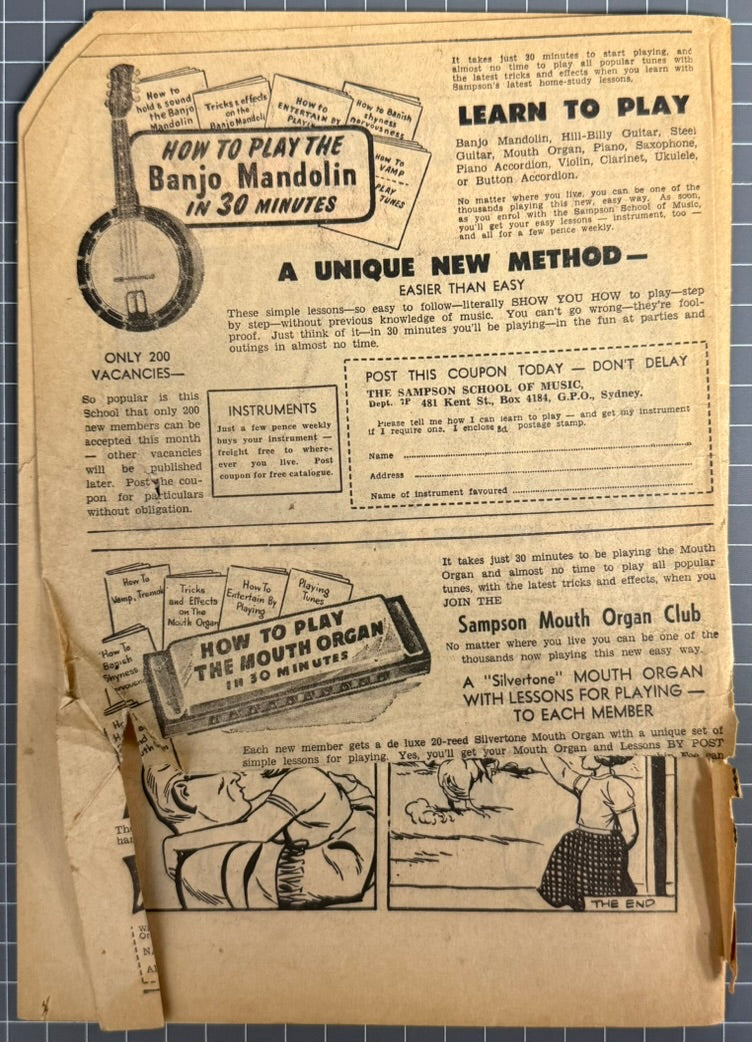 It takes just 30 minutes to start playing, and
almost no time to play all popular tunes with
the latest tricks and effects when you learn with
Sampson's latest home-study lessons.
How to
hold & sound
the Banjo
Mandolin
Tricks & effects
on the
Banjo Mandoli
How to
ENTERTAIN BY
PLAYIN
How to Banish
shyness
nervousness
HOW TO
VAMP
PLAY
TUNES
HOW TO PLAY THE
Banjo Mandolin
IN 30 MINUTES
LEARN TO PLAY
Banjo Mandolin, Hill-Billy Guitar, Steel
Guitar, Mouth Organ, Piano, Saxophone,
Piano Accordion, Violin, Clarinet, Ukulele,
or Button Accordion.
No matter where you live, you can be one of the
thousands playing this new, easy way. As soon,
as you enrol with the Sampson School of Music,
you'll get your easy lessons — instrument, too —
and all for a few pence weekly.
A UNIQUE NEW METHOD—
EASIER THAN EASY
These simple lessons—so easy to follow—literally SHOW YOU HOW to play—step
by step—without previous knowledge of music. You can't go wrong—they're fool-
proof. Just think of it—in 30 minutes you'll be playing—in the fun at parties and
outings in almost no time.
ONLY 200
VACANCIES—
So popular is this
School that only 200
new members can be
accepted this month
— other vacancies
will be published
later. Post the cou-
pon for particulars
without obligation.
INSTRUMENTS
Just a few pence weekly
buys your instrument —
freight free to where-
ever you live. Post
coupon for free catalogue.
POST THIS COUPON TODAY — DON'T DELAY
THE SAMPSON SCHOOL OF MUSIC,
Dept. 7P 481 Kent St., Box 4184, G.P.O., Sydney.
Please tell me how I can learn to play — and get my instrument
if I require one. I enclose 8d. postage stamp.
Name
Address
Name of instrument favoured
How To
Vamp, Tremolo
Tricks
and Effects
on The
Mouth Organ
How To
Entertain By
Playing
Playing
Tunes
How To
Banish
Shyness
HOW TO PLAY
THE MOUTH ORGAN
IN 30 MINUTES
It takes just 30 minutes to be playing the Mouth
Organ and almost no time to play all popular
tunes, with the latest tricks and effects, when you
JOIN THE
Sampson Mouth Organ Club
No matter where you live you can be one of the
thousands now playing this new easy way.
A "Silvertone" MOUTH ORGAN
WITH LESSONS FOR PLAYING —
TO EACH MEMBER
Each new member gets a de luxe 20-reed Silvertone Mouth Organ with a unique set of
simple lessons for playing. Yes, you'll get your Mouth Organ and Lessons BY POST
THE END